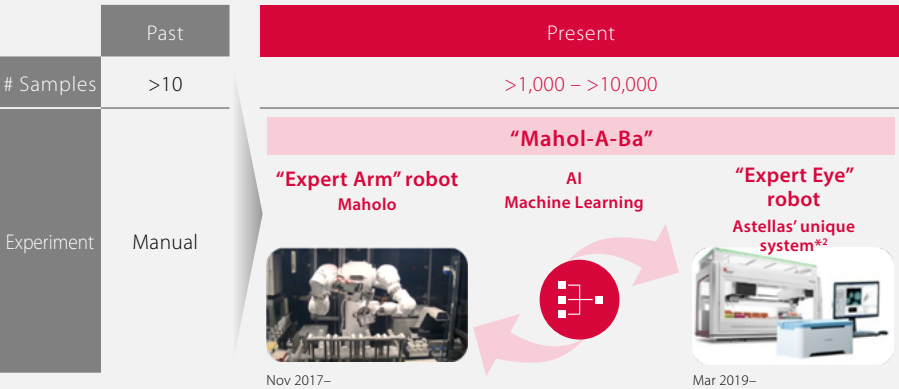 Past
Present
# Samples
>10
>1,000 – >10,000
Experiment
Manual
“Mahol-A-Ba”
“Expert Arm” robot
Maholo
AI
Machine Learning
“Expert Eye”
robot
Astellas’ unique
system*2
Nov 2017–
Mar 2019–